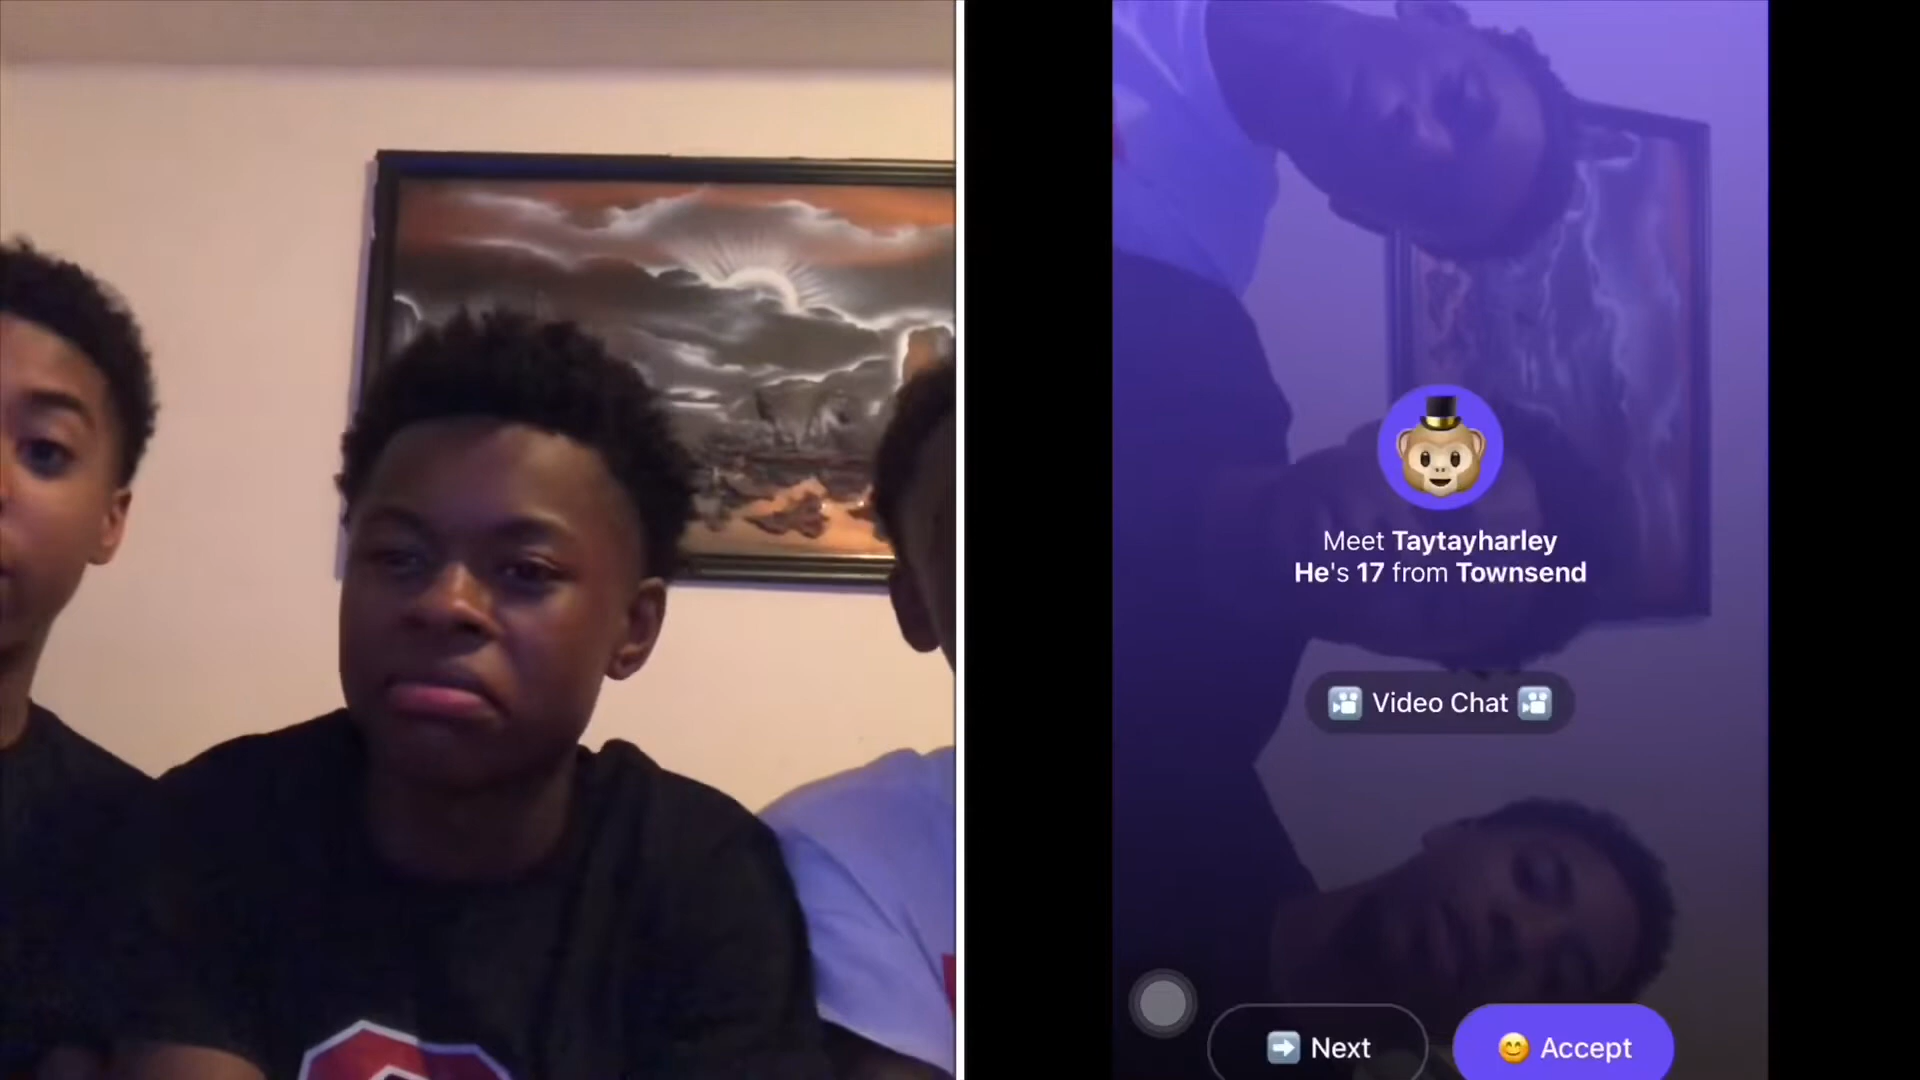 Meet Taytayharley
He's 17 from Townsend
Video Chat
Next
Accept